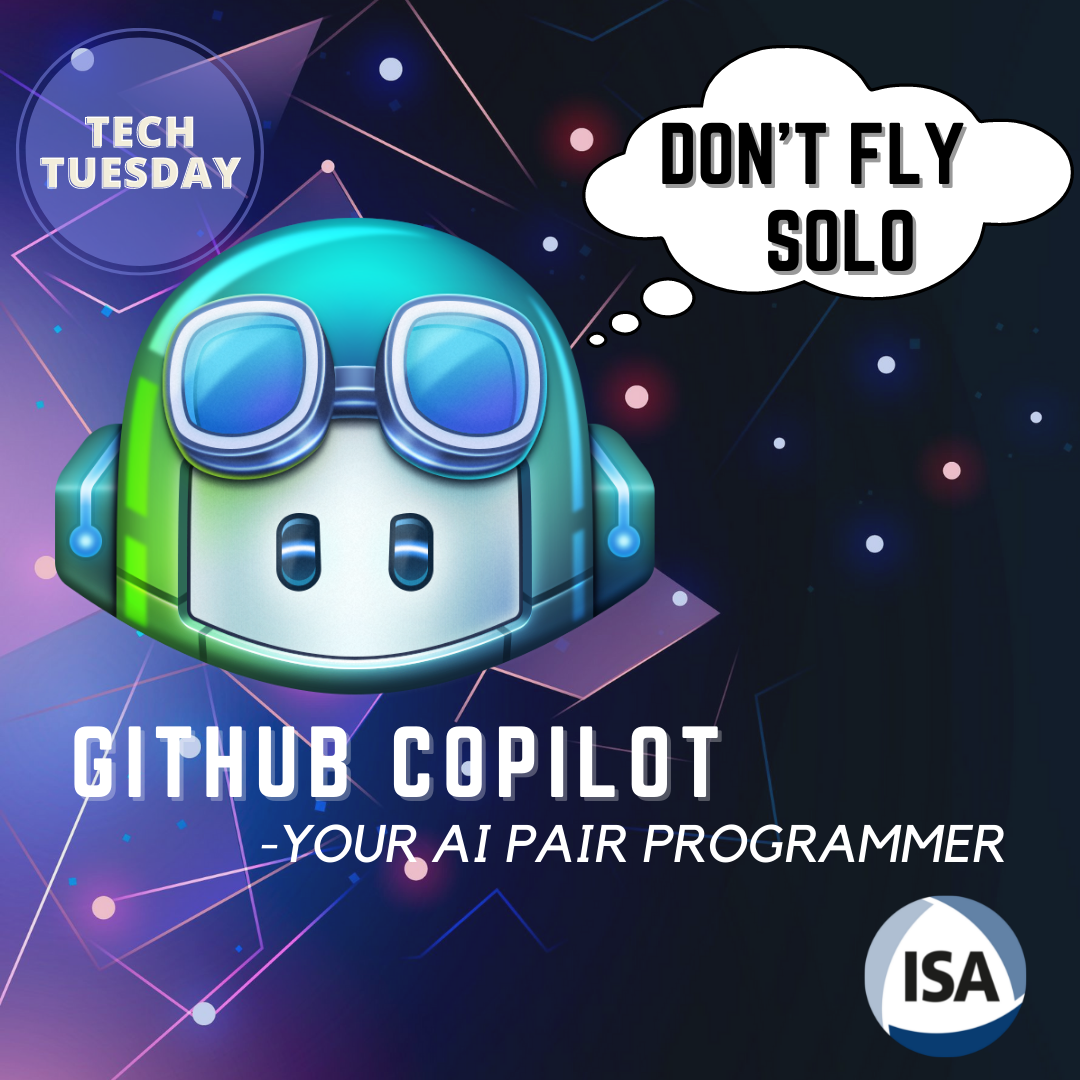 TECH
TUESDAY
DON'T FLY
SOLO
GITHUB COPILOT
-YOUR AI PAIR PROGRAMMER
ISA